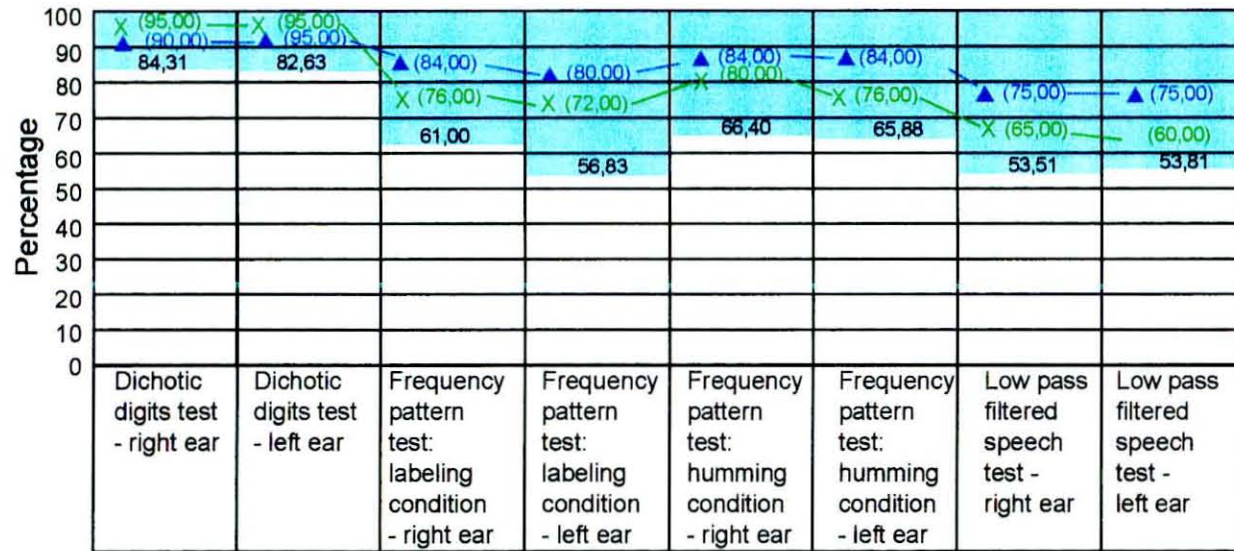 Percentage
100
90
80
70
60
50
40
30
20
10
0
X (95,00) X (95,00)
▲ (90,00) ▲ (95,00)
84,31 82,63
▲ (84,00) ▲ (80,00) ▲ (84,00) ▲ (84,00)
X (76,00) X (72,00) X (80,00) X (76,00)
61,00 56,83 66,40 65,88
▲ (75,00) ▲ (75,00)
X (65,00) (60,00)
53,51 53,81
Dichotic
digits test
- right ear
Dichotic
digits test
- left ear
Frequency
pattern
test:
labeling
condition
- right ear
Frequency
pattern
test:
labeling
condition
- left ear
Frequency
pattern
test:
humming
condition
- right ear
Frequency
pattern
test:
humming
condition
- left ear
Low pass
filtered
speech
test -
right ear
Low pass
filtered
speech
test -
left ear